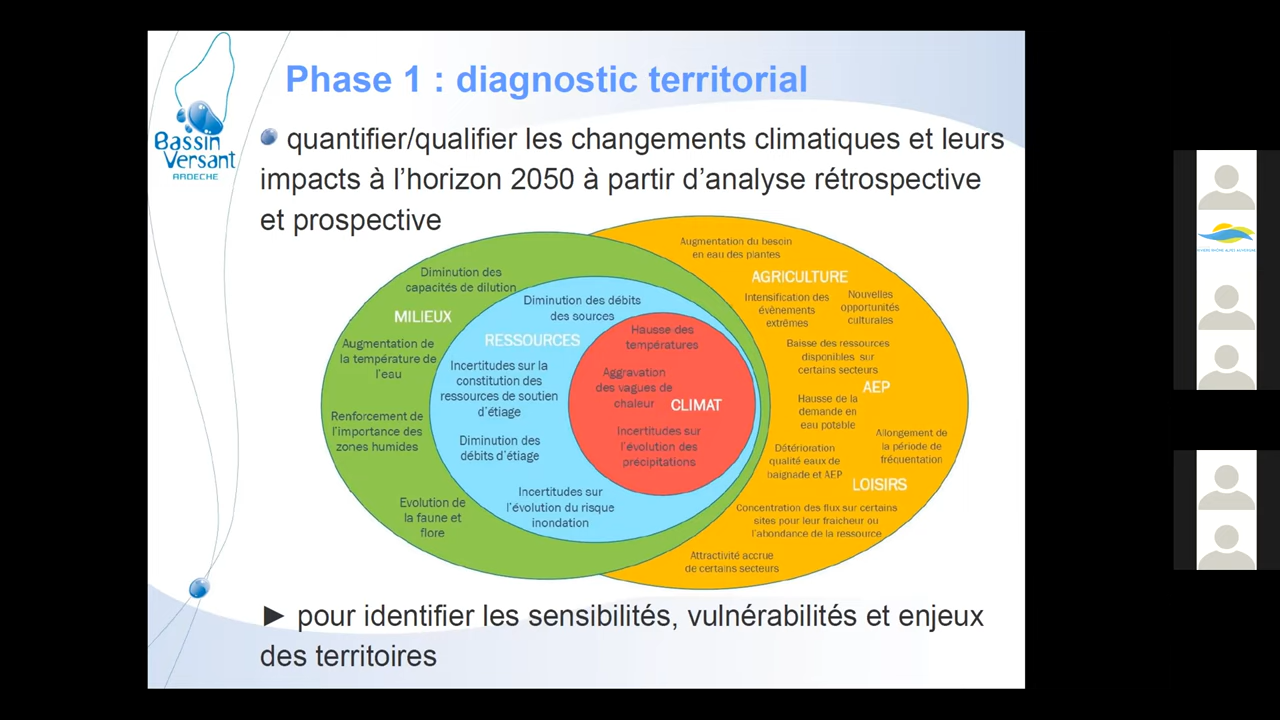 Phase 1 : diagnostic territorial
Bassin
Versant
ARDECHE
quantifier/qualifier les changements climatiques et leurs
impacts à l'horizon 2050 à partir d'analyse rétrospective
et prospective
Diminution des
capacités de dilution
MILIEUX
Augmentation de
la température de
l'eau
Renforcement de
l'importance des
zones humides
Evolution de
la faune et
flore
Diminution des débits
des sources
RESSOURCES
Incertitudes sur la
constitution des
ressources de soutien
d'étiage
Diminution des
débits d'étiage
Incertitudes sur
l'évolution du risque
inondation
Hausse des
températures
Aggravation
des vagues de
chaleur
CLIMAT
Incertitudes sur
l'évolution des
précipitations
Augmentation du besoin
en eau des plantes
AGRICULTURE
Intensification des
évènements
extrêmes
Nouvelles
opportunités
culturales
Baisse des ressources
disponibles sur
certains secteurs
AEP
Hausse de la
demande en
eau potable
Allongement de
la période de
fréquentation
Détérioration
qualité eaux de
baignade et AEP
LOISIRS
Concentration des flux sur certains
sites pour leur fraicheur ou
l'abondance de la ressource
Attractivité accrue
de certains secteurs
► pour identifier les sensibilités, vulnérabilités et enjeux
des territoires